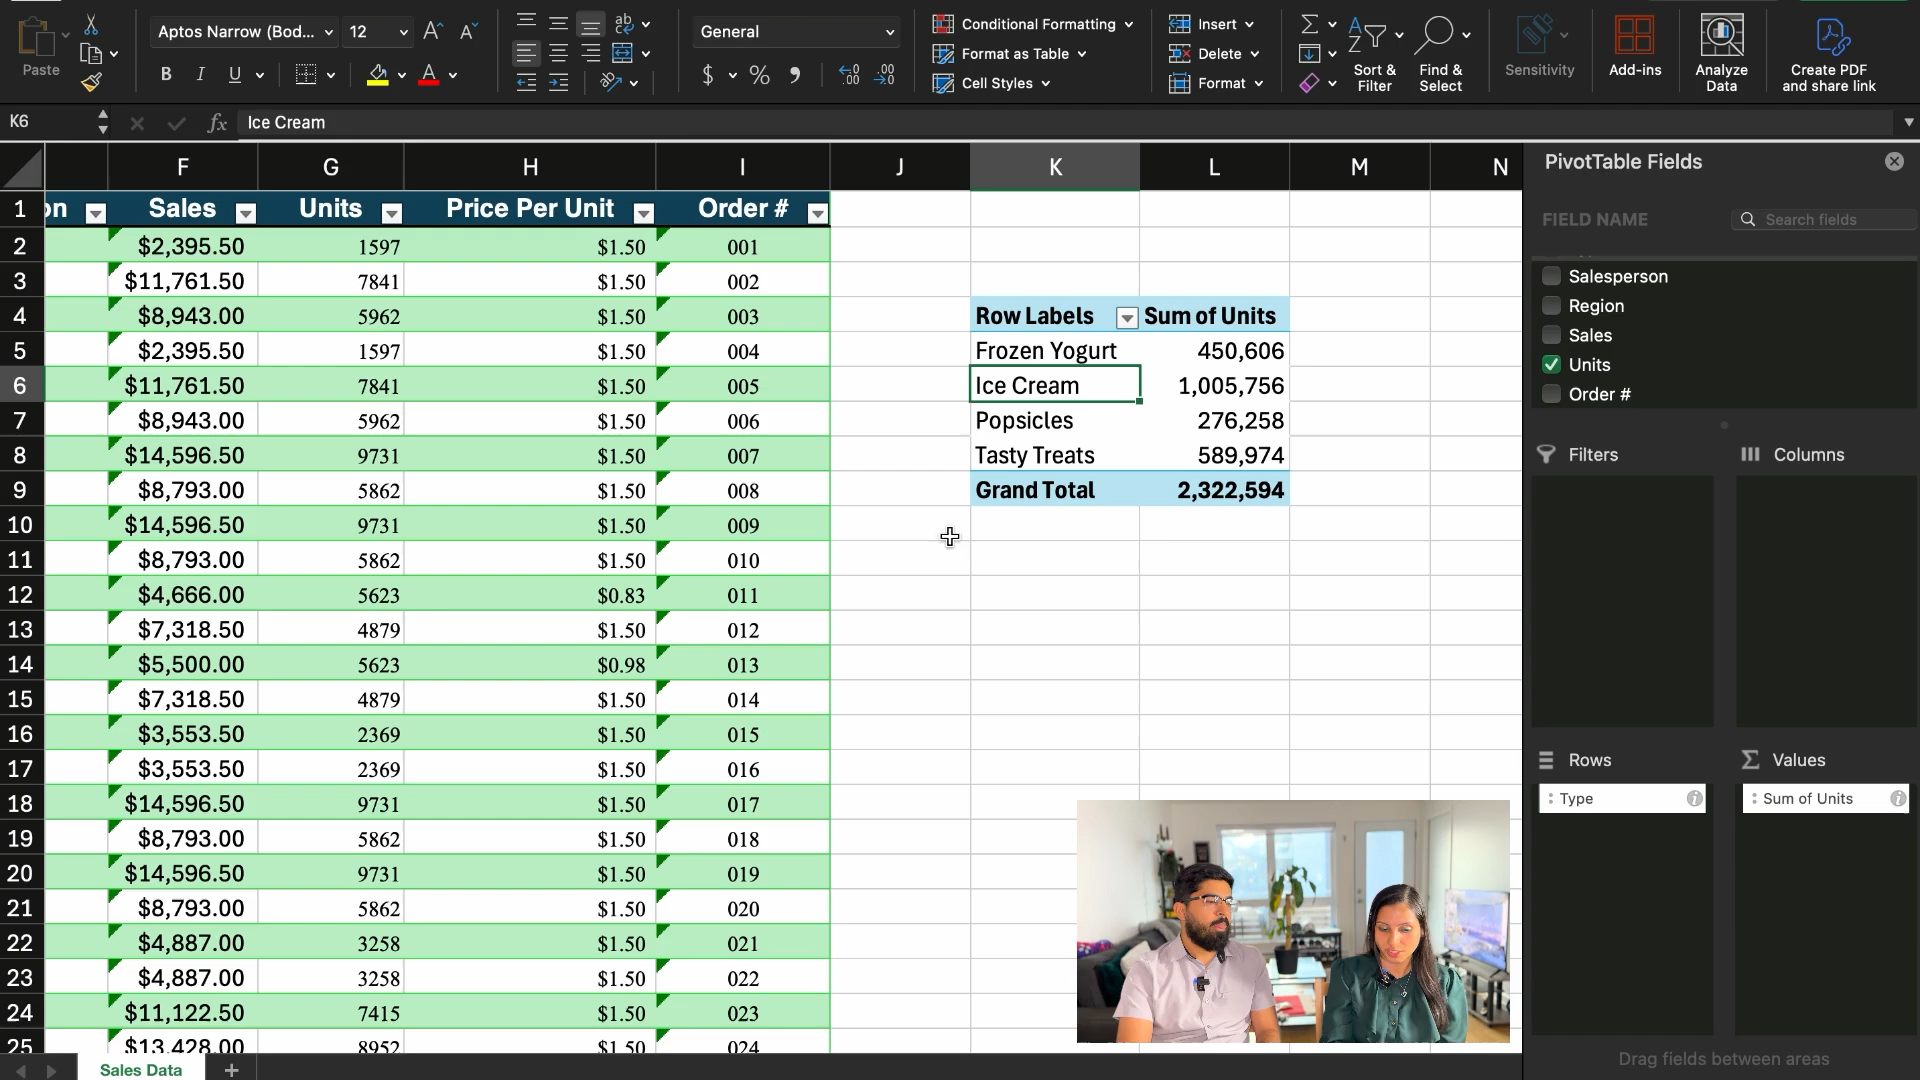 Paste
Aptos Narrow (Bod...
12
A
A
ab
B
I
U
A
General
$
%
Conditional Formatting
Format as Table
Cell Styles
Insert
Delete
Format
Sort &
Filter
Find &
Select
Sensitivity
Add-ins
Analyze
Data
Create PDF
and share link
K6
fx
Ice Cream
F G H I J K L M N
1 on Sales Units Price Per Unit Order #
2 $2,395.50 1597 $1.50 001
3 $11,761.50 7841 $1.50 002
4 $8,943.00 5962 $1.50 003 Row Labels Sum of Units
5 $2,395.50 1597 $1.50 004 Frozen Yogurt 450,606
6 $11,761.50 7841 $1.50 005 Ice Cream 1,005,756
7 $8,943.00 5962 $1.50 006 Popsicles 276,258
8 $14,596.50 9731 $1.50 007 Tasty Treats 589,974
9 $8,793.00 5862 $1.50 008 Grand Total 2,322,594
10 $14,596.50 9731 $1.50 009
11 $8,793.00 5862 $1.50 010
12 $4,666.00 5623 $0.83 011
13 $7,318.50 4879 $1.50 012
14 $5,500.00 5623 $0.98 013
15 $7,318.50 4879 $1.50 014
16 $3,553.50 2369 $1.50 015
17 $3,553.50 2369 $1.50 016
18 $14,596.50 9731 $1.50 017
19 $8,793.00 5862 $1.50 018
20 $14,596.50 9731 $1.50 019
21 $8,793.00 5862 $1.50 020
22 $4,887.00 3258 $1.50 021
23 $4,887.00 3258 $1.50 022
24 $11,122.50 7415 $1.50 023
25 $13,428.00 8952 $1.50 024
Sales Data
+
PivotTable Fields
FIELD NAME
Search fields
Salesperson
Region
Sales
Units
Order #
Filters
Columns
Rows
Values
Type
Sum of Units
Drag fields between areas